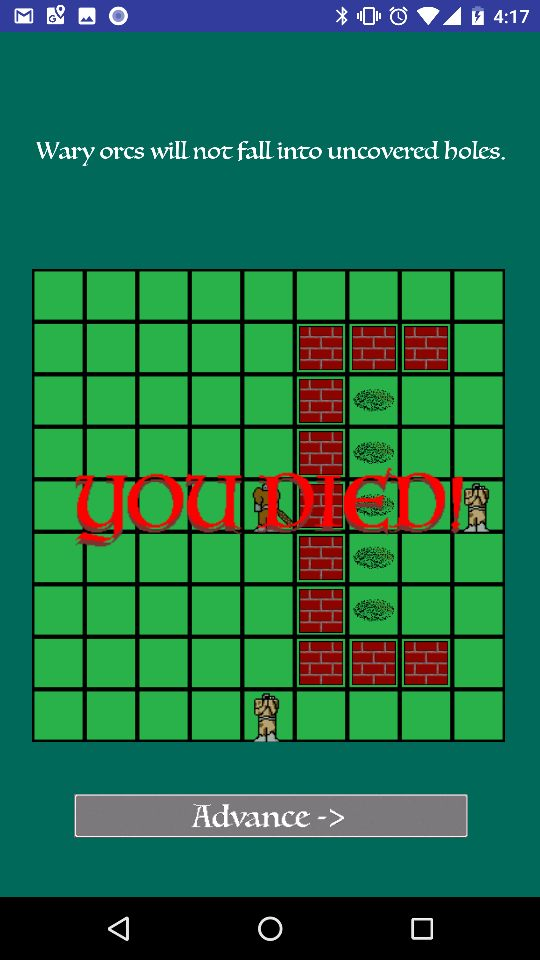 4:17
Wary orcs will not fall into uncovered holes.
YOU DIED!
Advance ->